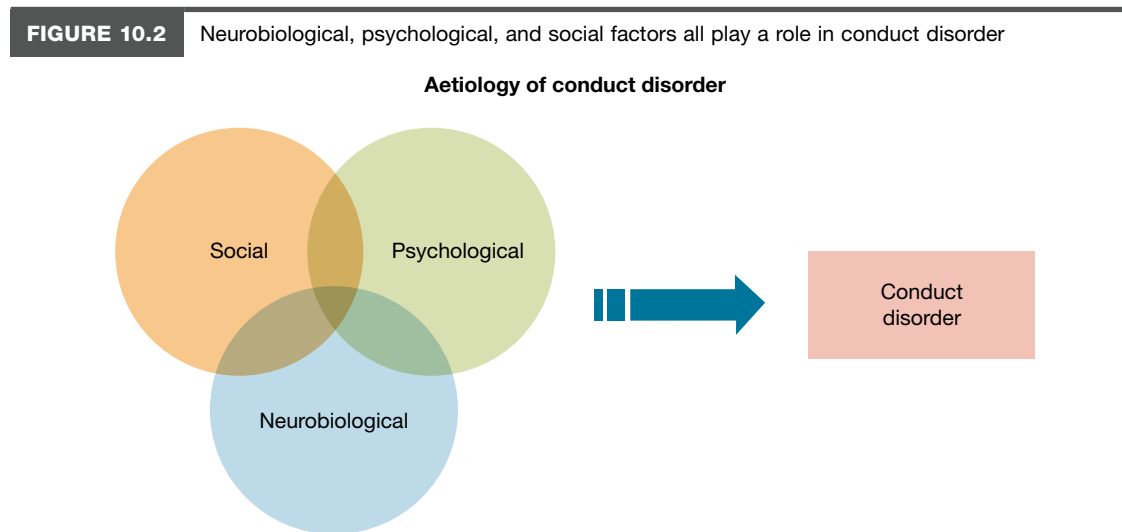 FIGURE 10.2 Neurobiological, psychological, and social factors all play a role in conduct disorder
Aetiology of conduct disorder
Social
Psychological
Neurobiological
Conduct
disorder